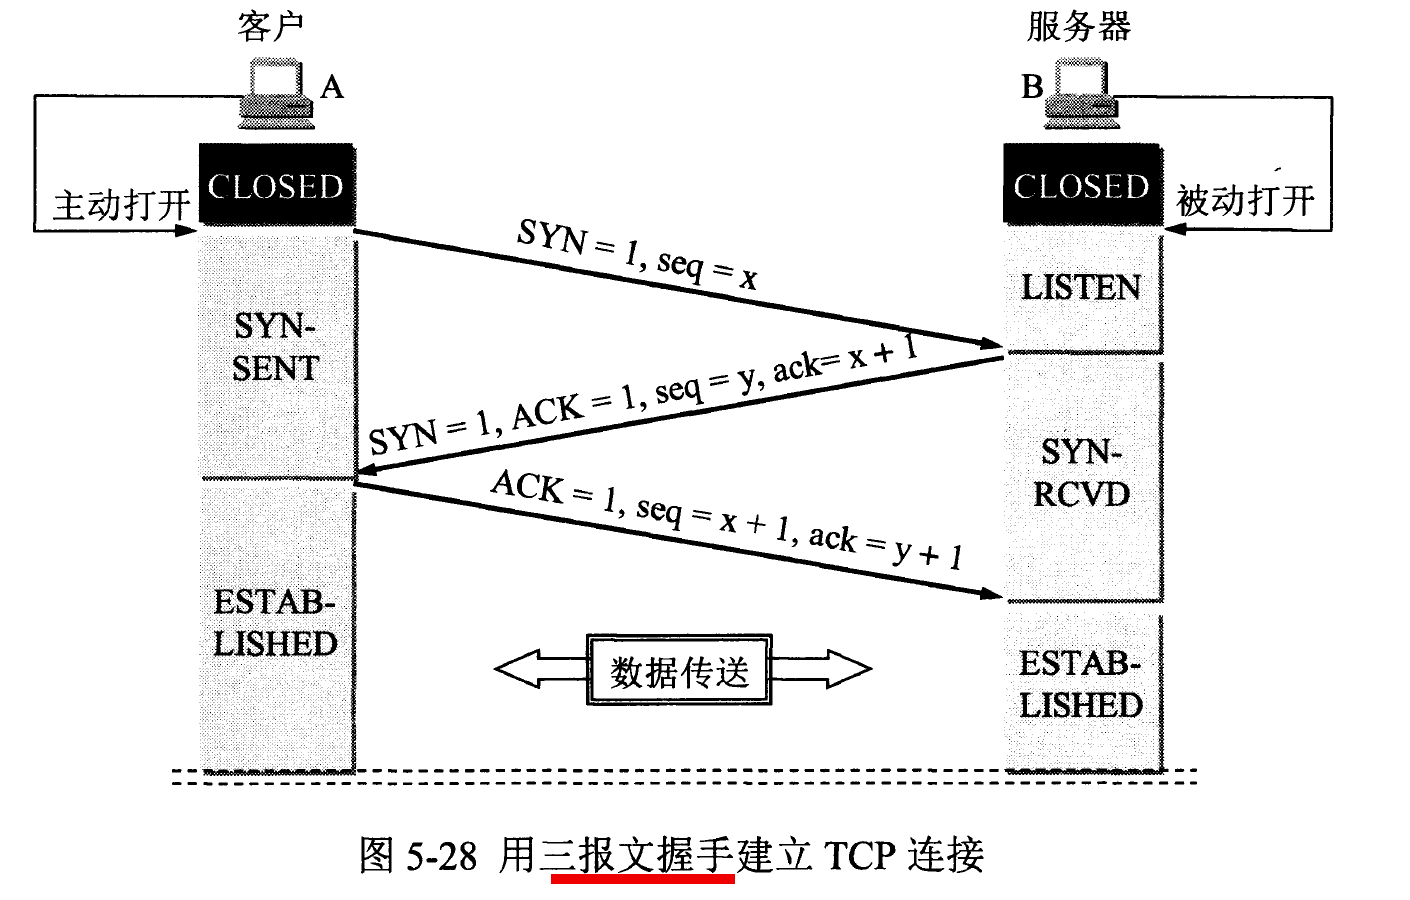 客户
服务器
A
B
CLOSED
CLOSED
主动打开
被动打开
SYN = 1, seq = x
LISTEN
SYN-
SENT
SYN = 1, ACK = 1, seq = y, ack= x + 1
SYN-
RCVD
ACK = 1, seq = x + 1, ack = y + 1
ESTAB-
LISHED
数据传送
ESTAB-
LISHED
图 5-28 用三报文握手建立 TCP 连接